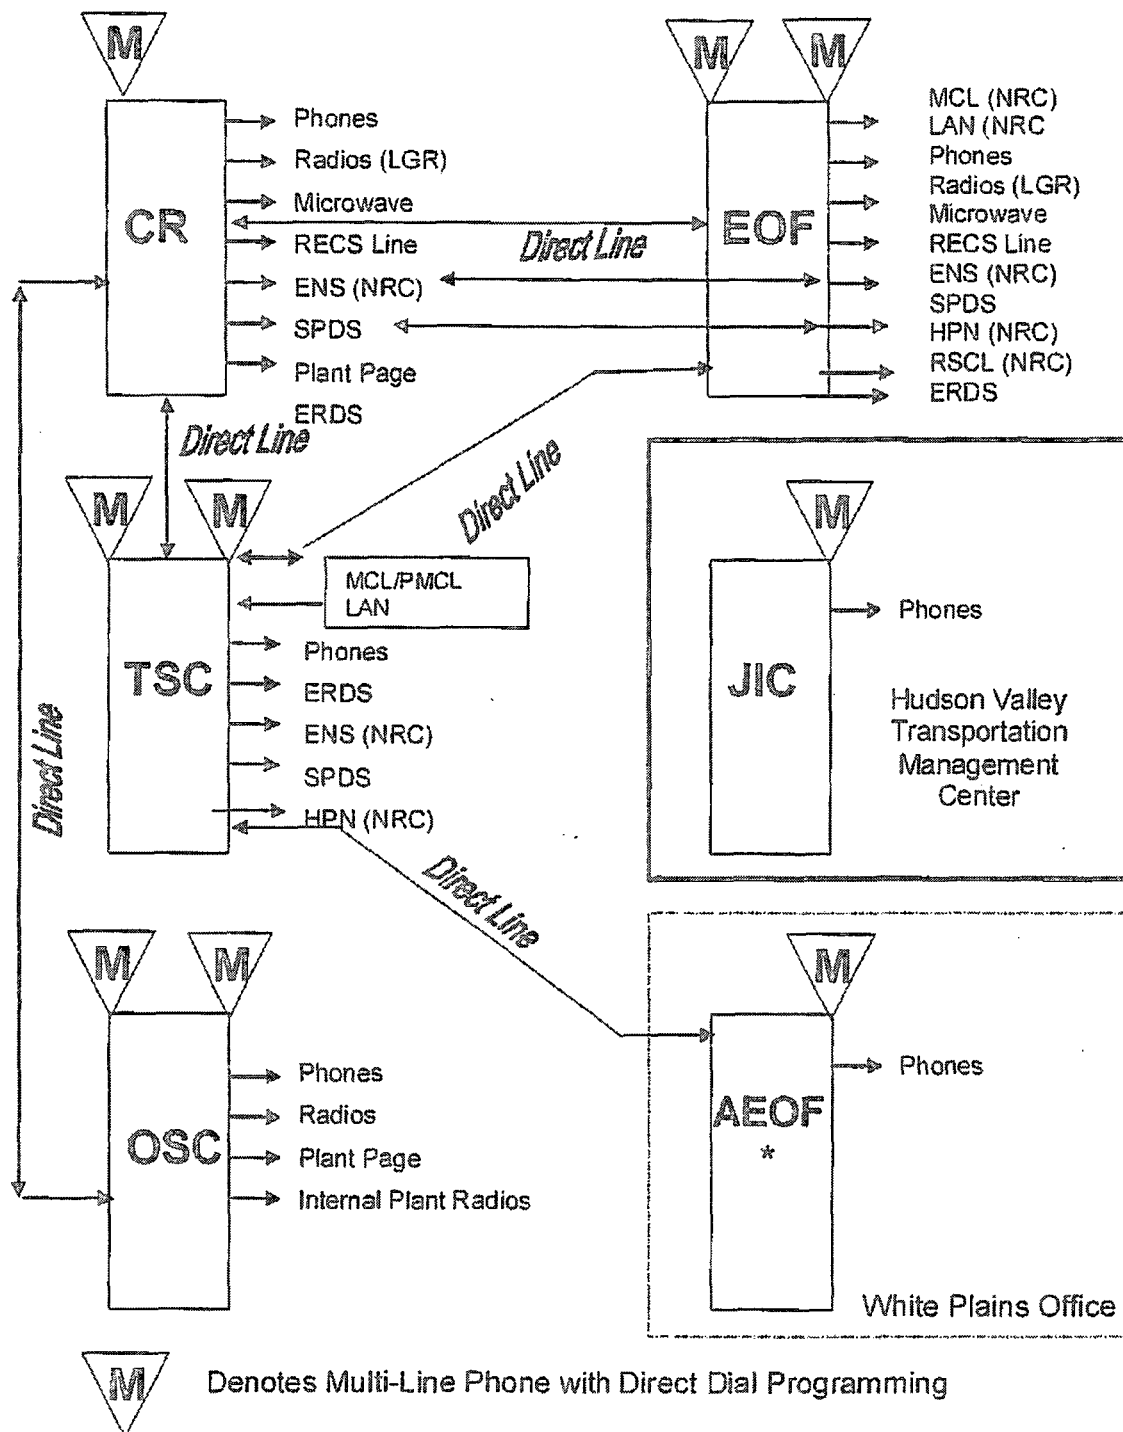 M
M
M
CR
Phones
Radios (LGR)
Microwave
RECS Line
ENS (NRC)
SPDS
Plant Page
ERDS
Direct Line
EOF
MCL (NRC)
LAN (NRC
Phones
Radios (LGR)
Microwave
RECS Line
ENS (NRC)
SPDS
HPN (NRC)
RSCL (NRC)
ERDS
Direct Line
Direct Line
M
M
TSC
MCL/PMCL
LAN
Phones
ERDS
ENS (NRC)
SPDS
HPN (NRC)
M
JIC
Phones
Hudson Valley
Transportation
Management
Center
Direct Line
Direct Line
M
M
OSC
Phones
Radios
Plant Page
Internal Plant Radios
M
AEOF
*
Phones
White Plains Office
M
Denotes Multi-Line Phone with Direct Dial Programming